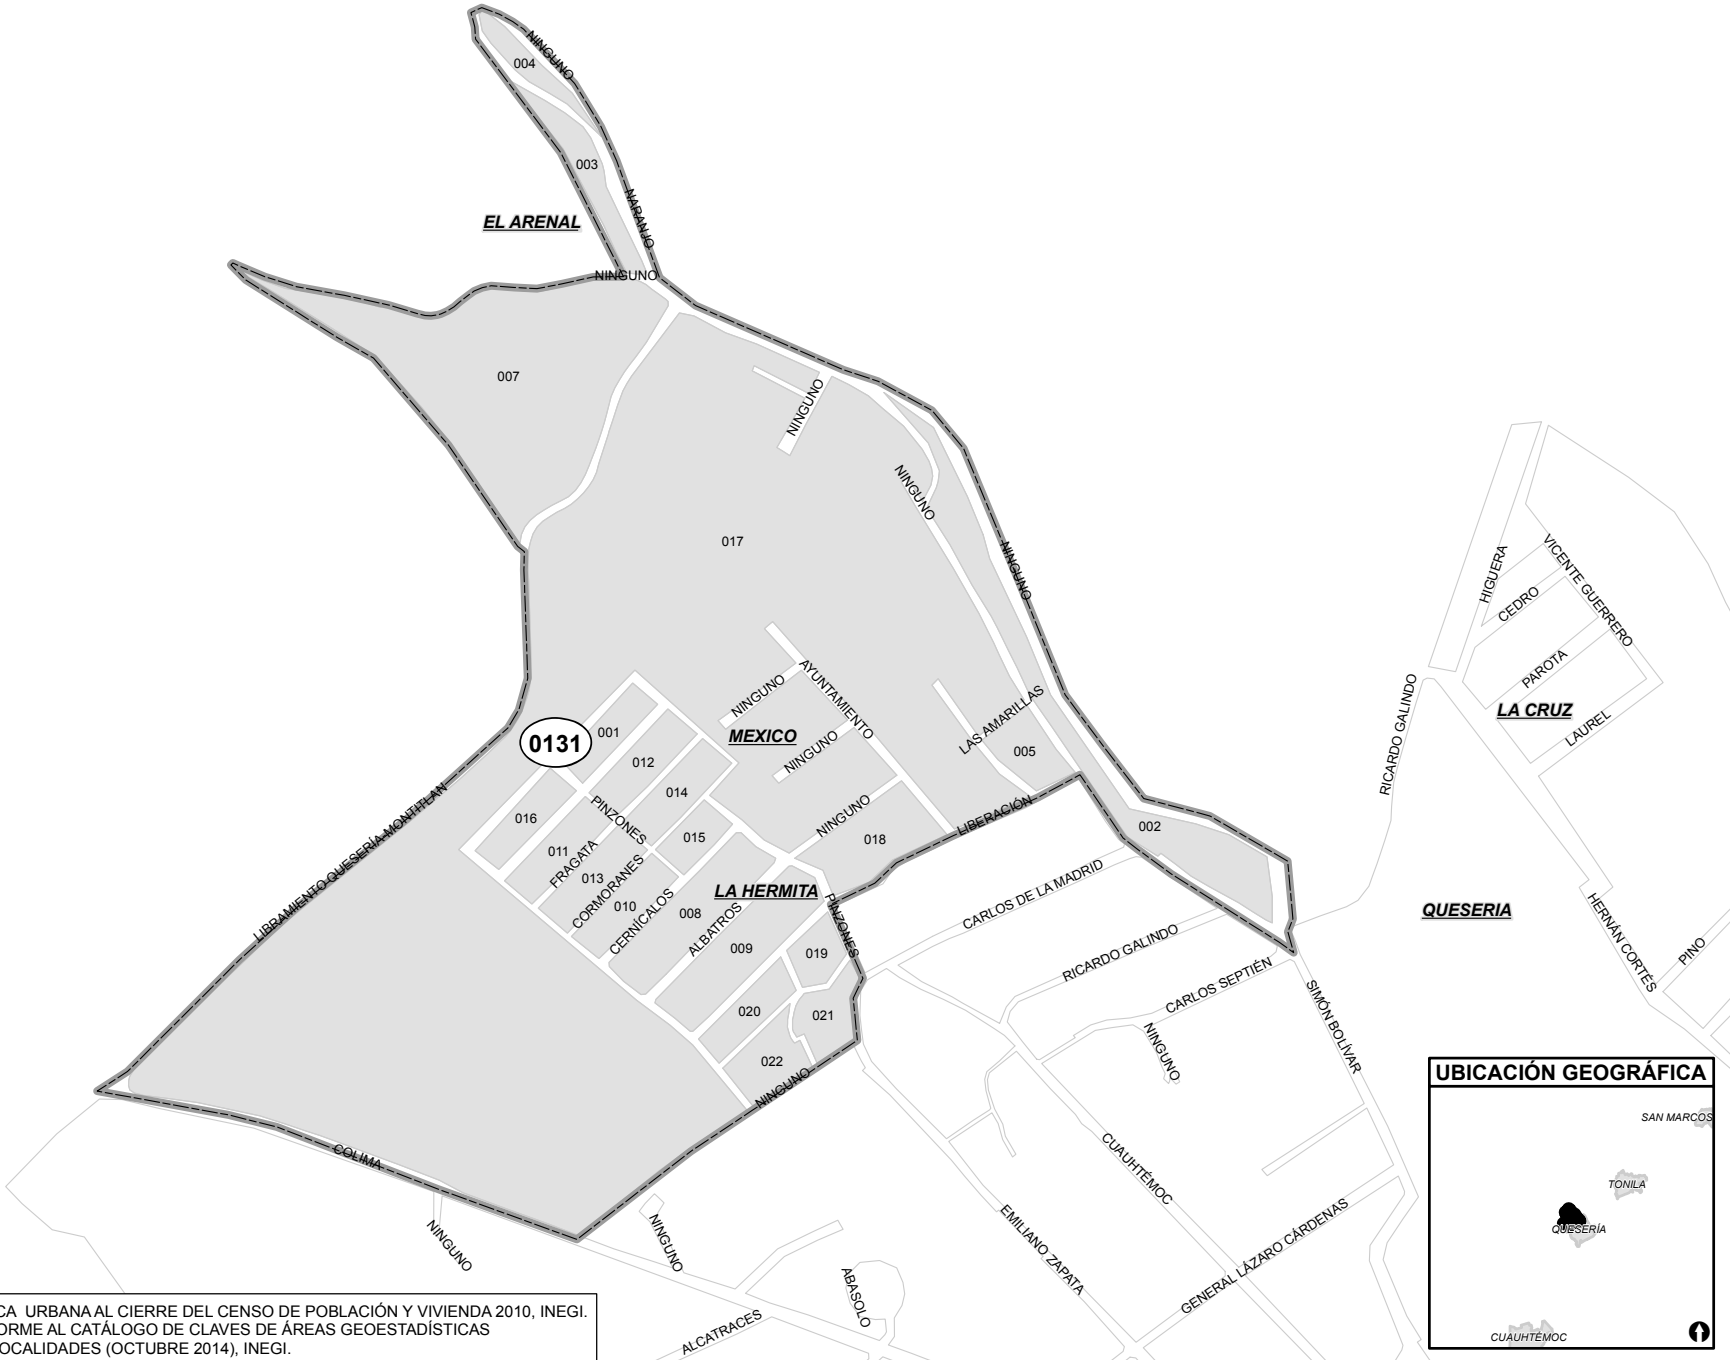 NINGUNO
004
003
NARANJO
EL ARENAL
NINGUNO
007
NINGUNO
NINGUNO
017
NINGUNO
HIGUERA
VICENTE GUERRERO
CEDRO
PAROTA
LA CRUZ
LAUREL
RICARDO GALINDO
AYUNTAMIENTO
NINGUNO
MEXICO
NINGUNO
LAS AMARILLAS
005
0131
001
012
014
016
PINZONES
015
NINGUNO
018
LIBERACIÓN
002
LIBRAMIENTO QUESERÍA-MONTITLAN
011
FRAGATA
013
CORMORANES
010
CERNÍCALOS
008
ALBATROS
LA HERMITA
PINZONES
009
019
CARLOS DE LA MADRID
RICARDO GALINDO
CARLOS SEPTIÉN
QUESERIA
HERNÁN CORTÉS
PINO
020
021
022
NINGUNO
NINGUNO
SIMÓN BOLÍVAR
COLIMA
NINGUNO
NINGUNO
CUAUHTÉMOC
EMILIANO ZAPATA
GENERAL LÁZARO CÁRDENAS
ABASOLO
ALCATRACES
UBICACIÓN GEOGRÁFICA
SAN MARCOS
TONILA
QUESERÍA
CUAUHTÉMOC
CA URBANA AL CIERRE DEL CENSO DE POBLACIÓN Y VIVIENDA 2010, INEGI.
ORME AL CATÁLOGO DE CLAVES DE ÁREAS GEOESTADÍSTICAS
OCALIDADES (OCTUBRE 2014), INEGI.